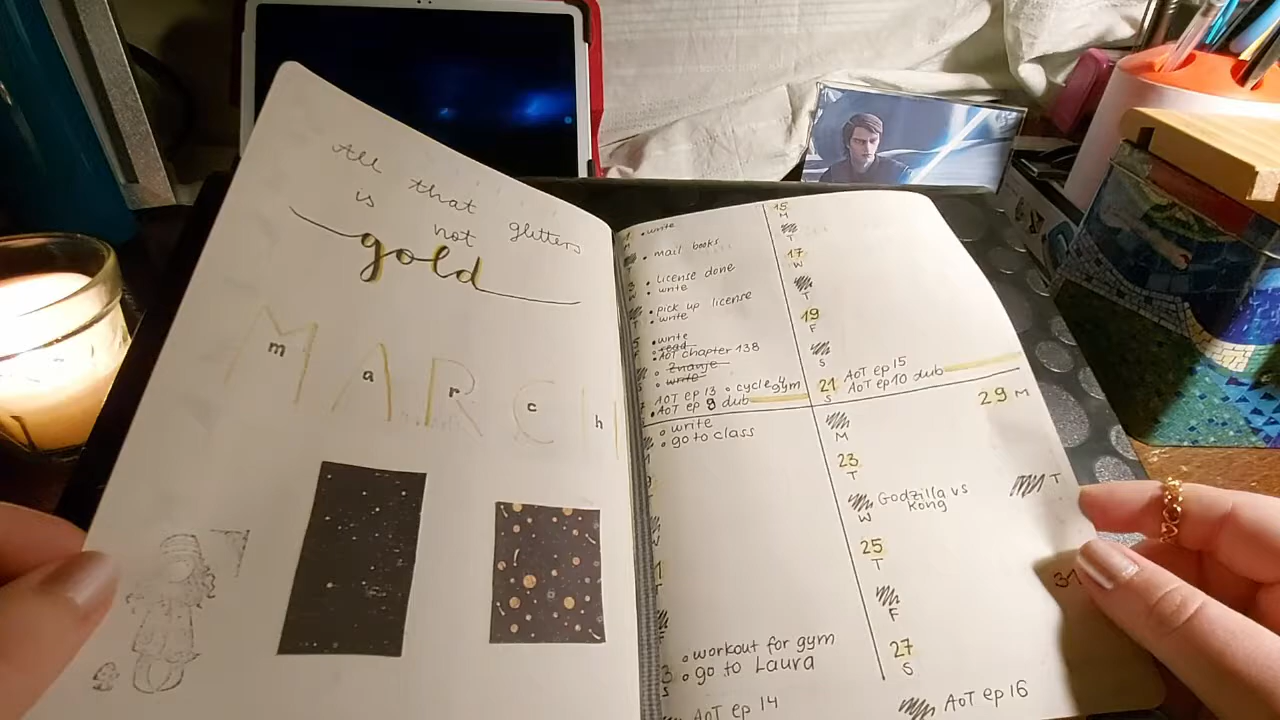 All that glitters
is not
gold
MARCH
m a r c h
• write
• mail books
3 • license done
W • write
• pick up license
• write
• write
• read
• AoT chapter 138
• write
AoT ep 13 • cycle gym
• AoT ep 9 dub
• write
• go to class
3 • workout for gym
S • go to Laura
AoT ep 14
15
M
T
17
W
T
19
F
S
21 AoT ep 15
S AoT ep 10 dub
M
23
T
W Godzilla vs
Kong
25
T
F
27
S
AoT ep 16
29 M
T
31